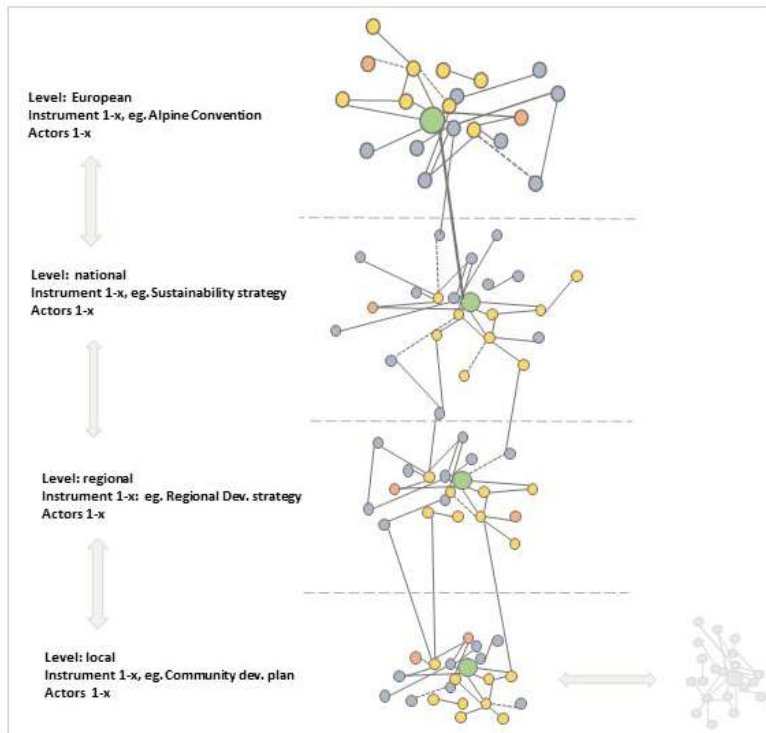 Level: European
Instrument 1-x, eg. Alpine Convention
Actors 1-x
Level: national
Instrument 1-x, eg. Sustainability strategy
Actors 1-x
Level: regional
Instrument 1-x: eg. Regional Dev. strategy
Actors 1-x
Level: local
Instrument 1-x, eg. Community dev. plan
Actors 1-x